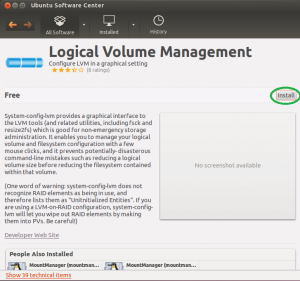 Ubuntu Software Center
All Software
Installed
History
Logical Volume Management
Configure LVM in a graphical setting
(8 ratings)
Free
Install
System-config-lvm provides a graphical interface to
the LVM tools (and related utilities, including fsck and
resize2fs) which is good for non-emergency storage
administration. It enables you to manage your logical
volume and filesystem configuration with a few
mouse clicks, and it prevents potentially-disasterous
command-line mistakes such as reducing a logical
volume size before reducing the filesystem contained
within that volume.
No screenshot available
(One word of warning: system-config-lvm does not
recognize RAID elements as being in use, and
therefore lists them as "Unitnitialized Entities". If you
are using a LVM-on-RAID configuration, system-config-
lvm will let you wipe out RAID elements by making
them into PVs. Be careful!)
Developer Web Site
People Also Installed
MountManager (mountman...
MountManager (mountman...
Show 39 technical items